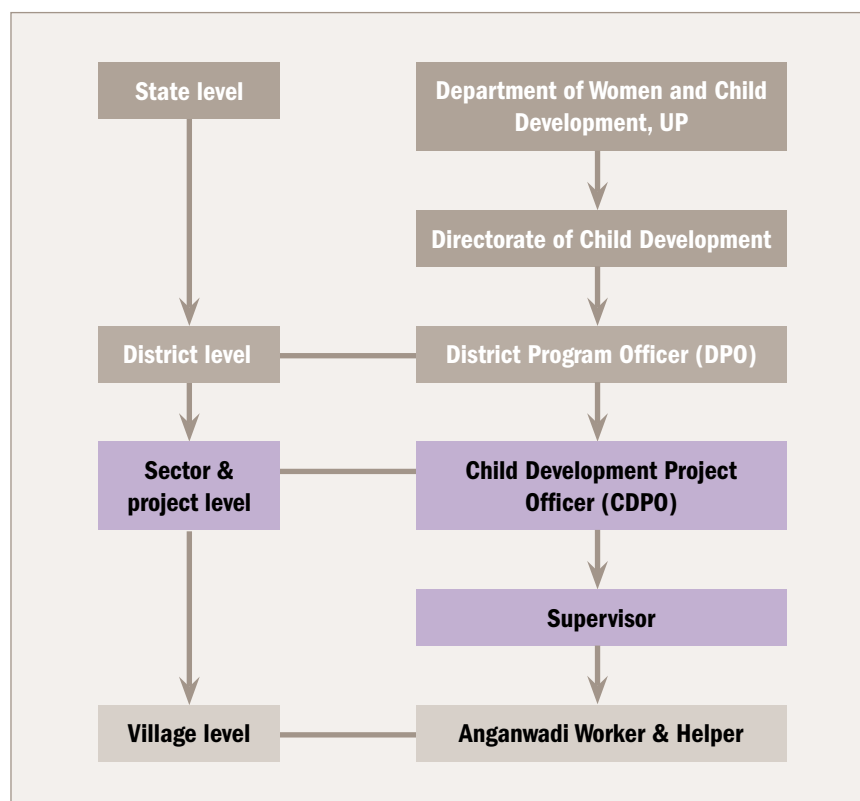 State level
Department of Women and Child
Development, UP
Directorate of Child Development
District level
District Program Officer (DPO)
Sector &
project level
Child Development Project
Officer (CDPO)
Supervisor
Village level
Anganwadi Worker & Helper